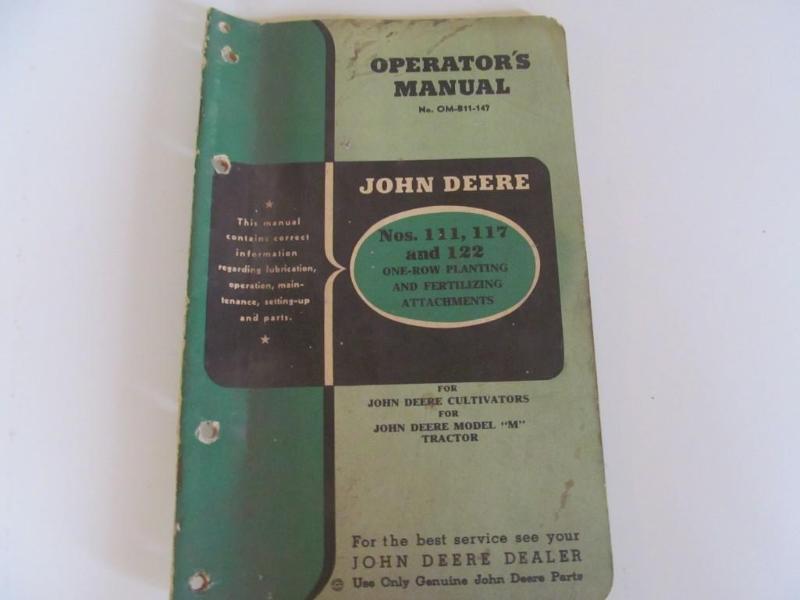 OPERATOR'S
MANUAL
No. OM-B11-147
JOHN DEERE
Nos. 111, 117
and 122
ONE-ROW PLANTING
AND FERTILIZING
ATTACHMENTS
This manual
contains correct
information
regarding lubrication,
operation, main-
tenance, setting-up
and parts.
FOR
JOHN DEERE CULTIVATORS
FOR
JOHN DEERE MODEL "M"
TRACTOR
For the best service see your
JOHN DEERE DEALER
Use Only Genuine John Deere Parts